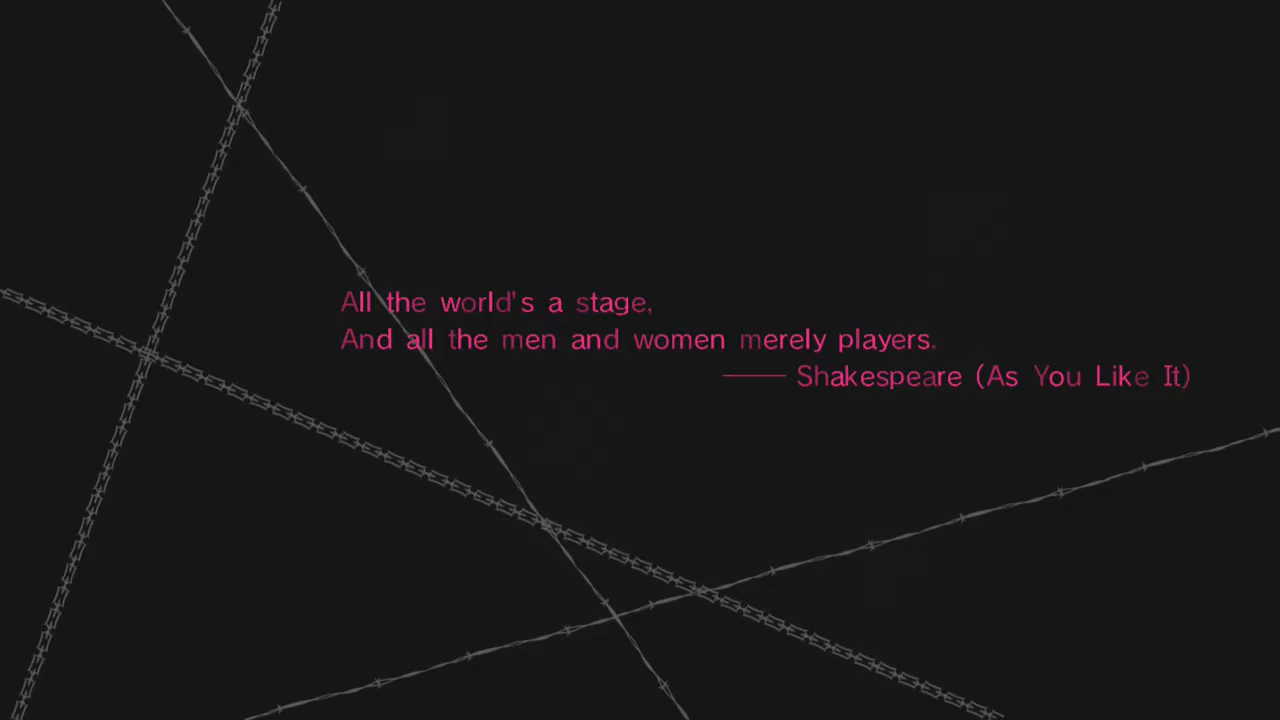 All the world's a stage,
And all the men and women merely players.
—— Shakespeare (As You Like It)